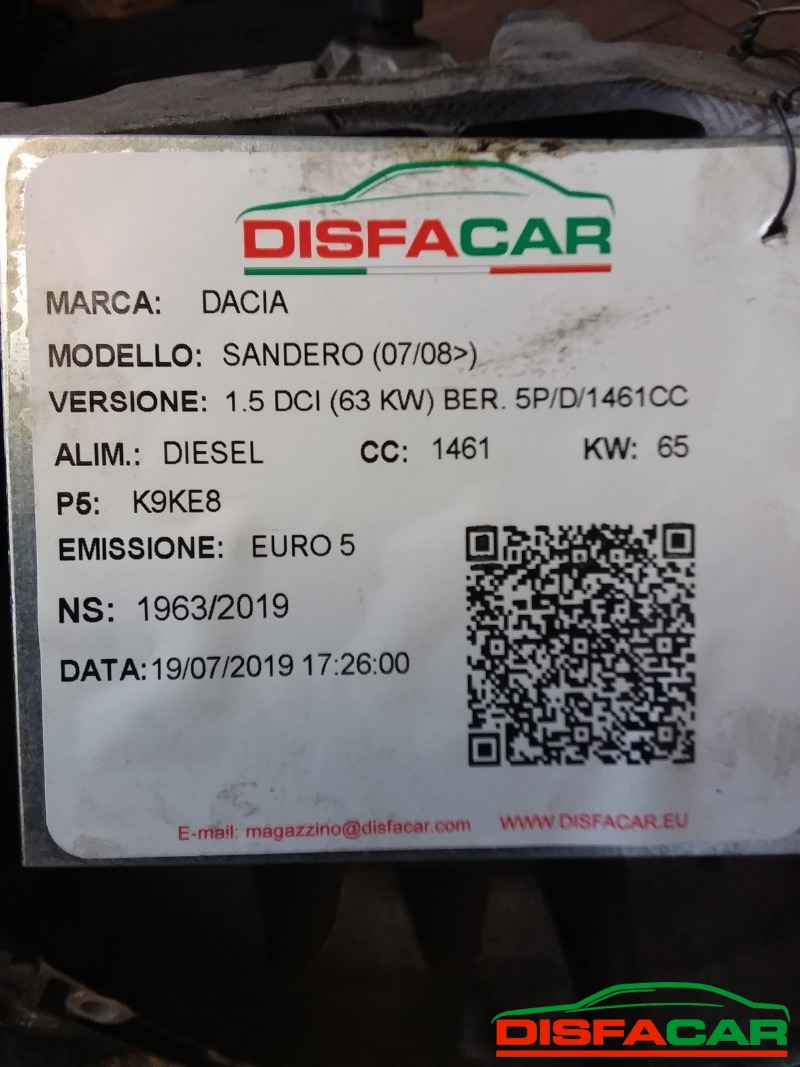 DISFACAR
MARCA: DACIA
MODELLO: SANDERO (07/08>)
VERSIONE: 1.5 DCI (63 KW) BER. 5P/D/1461CC
ALIM.: DIESEL CC: 1461 KW: 65
P5: K9KE8
EMISSIONE: EURO 5
NS: 1963/2019
DATA: 19/07/2019 17:26:00
E-mail: magazzino@disfacar.com WWW.DISFACAR.EU
DISFACAR